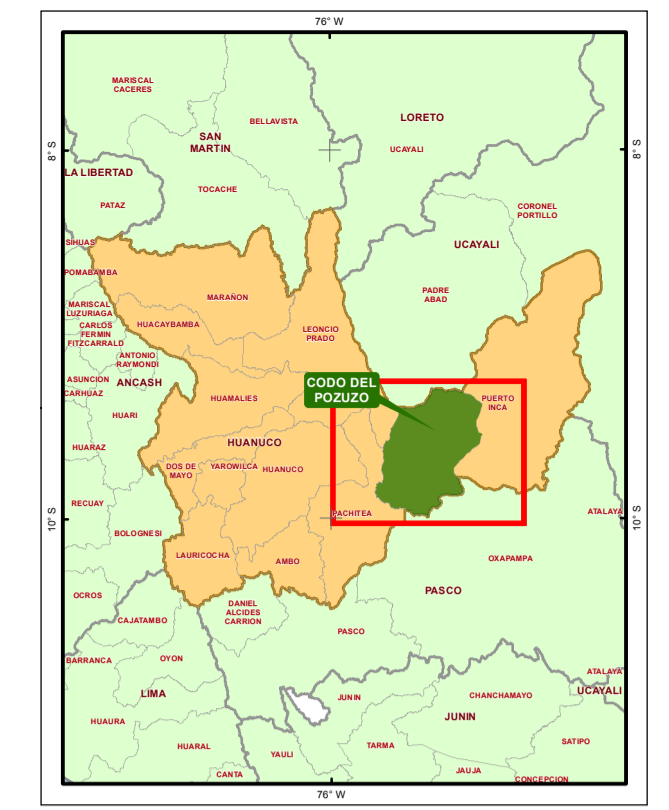 76° W
MARISCAL
CACERES
BELLAVISTA
LORETO
SAN
MARTIN
UCAYALI
8° S
8° S
LA LIBERTAD
TOCACHE
PATAZ
CORONEL
PORTILLO
SIHUAS
UCAYALI
POMABAMBA
PADRE
ABAD
MARAÑON
MARISCAL
LUZURIAGA
HUACAYBAMBA
LEONCIO
PRADO
CARLOS
FERMIN
FITZCARRALD
ANTONIO
RAYMONDI
ASUNCION
ANCASH
CARHUAZ
CODO DEL
POZUZO
HUAMALIES
PUERTO
INCA
HUARI
HUANUCO
HUARAZ
DOS DE
MAYO
YAROWILCA
HUANUCO
RECUAY
PACHITEA
ATALAYA
10° S
10° S
BOLOGNESI
LAURICOCHA
AMBO
OXAPAMPA
PASCO
OCROS
DANIEL
ALCIDES
CARRION
CAJATAMBO
PASCO
BARRANCA
OYON
ATALAYA
UCAYALI
LIMA
JUNIN
CHANCHAMAYO
HUAURA
JUNIN
HUARAL
YAULI
TARMA
SATIPO
CANTA
JAUJA
CONCEPCION
76° W